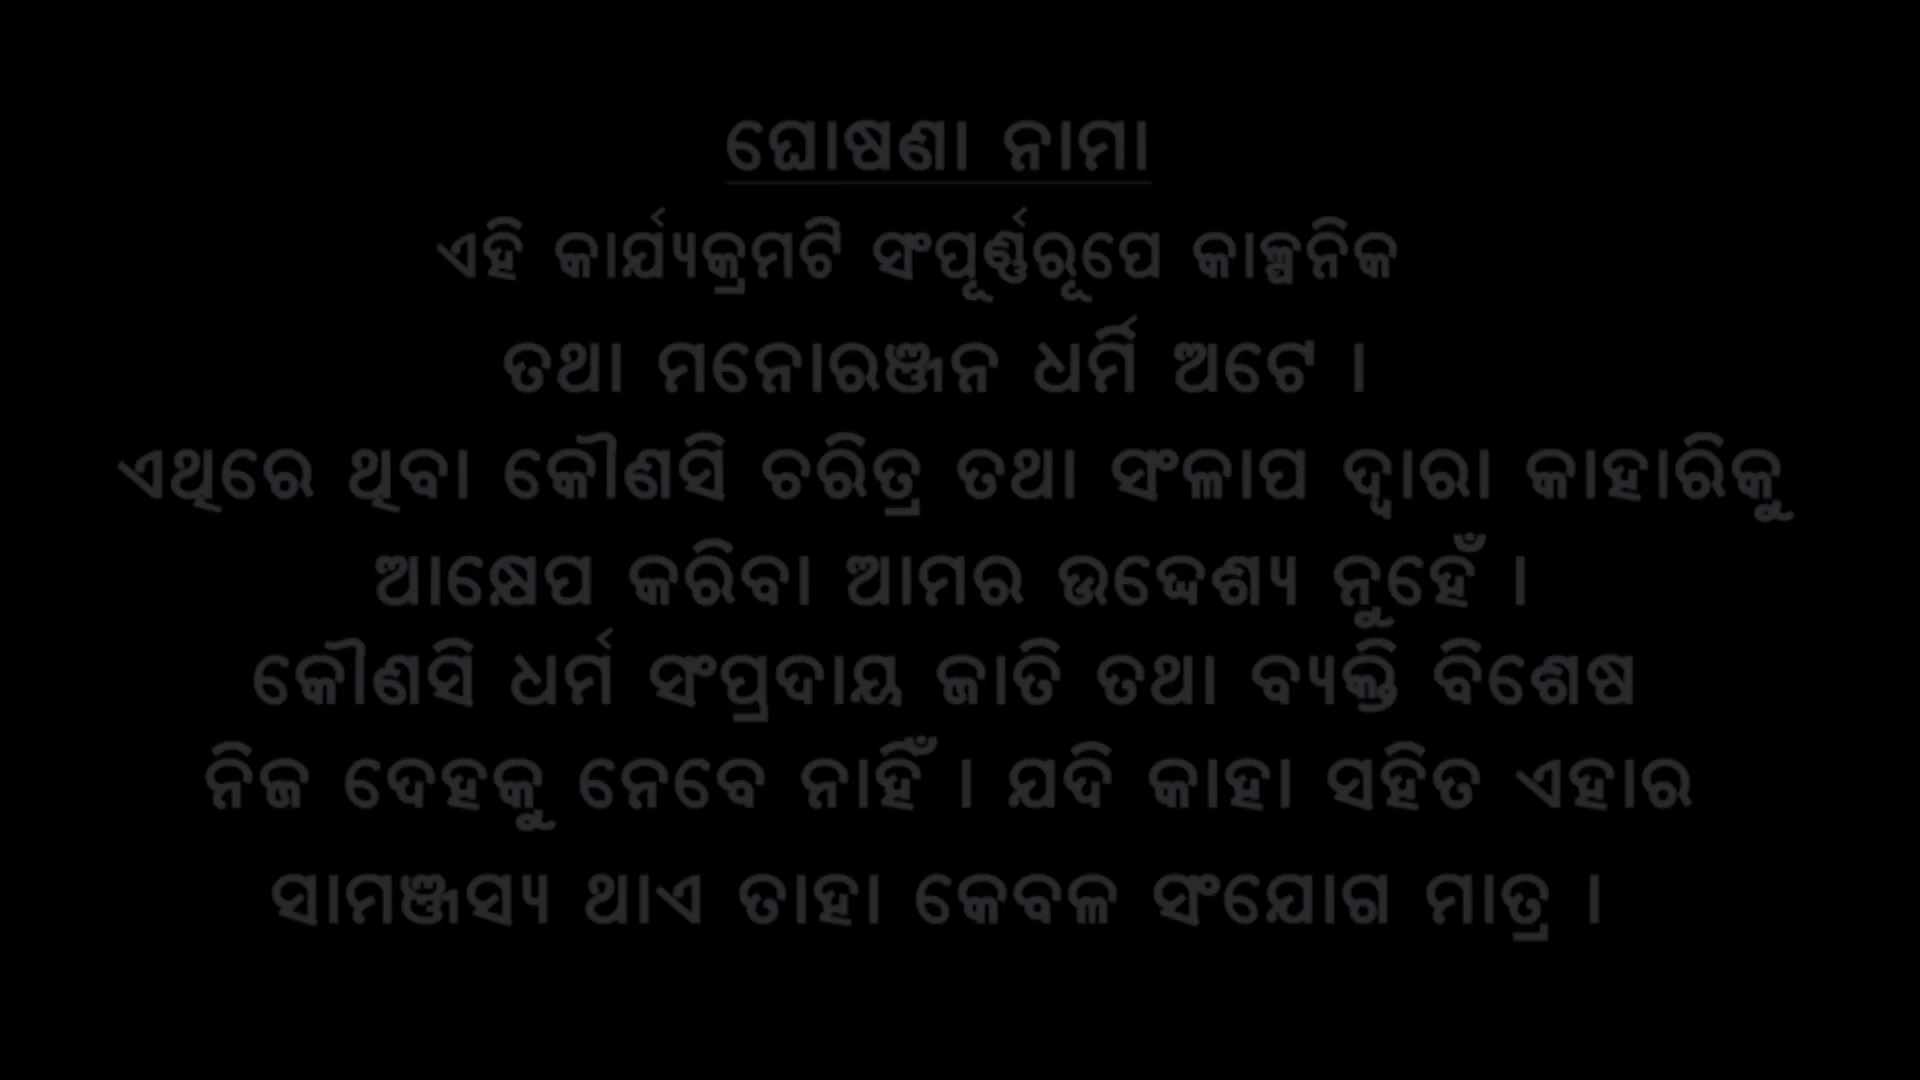 ଘୋଷଣା ନାମା
ଏହି କାର୍ଯ୍ୟକ୍ରମଟି ସଂପୂର୍ଣ୍ଣରୂପେ କାଳ୍ପନିକ
ତଥା ମନୋରଞ୍ଜନ ଧର୍ମି ଅଟେ ।
ଏଥିରେ ଥିବା କୌଣସି ଚରିତ୍ର ତଥା ସଂଳାପ ଦ୍ୱାରା କାହାରିକୁ
ଆକ୍ଷେପ କରିବା ଆମର ଉଦ୍ଦେଶ୍ୟ ନୁହେଁ ।
କୌଣସି ଧର୍ମ ସଂପ୍ରଦାୟ ଜାତି ତଥା ବ୍ୟକ୍ତି ବିଶେଷ
ନିଜ ଦେହକୁ ନେବେ ନାହିଁ । ଯଦି କାହା ସହିତ ଏହାର
ସାମଞ୍ଜସ୍ୟ ଥାଏ ତାହା କେବଳ ସଂଯୋଗ ମାତ୍ର ।